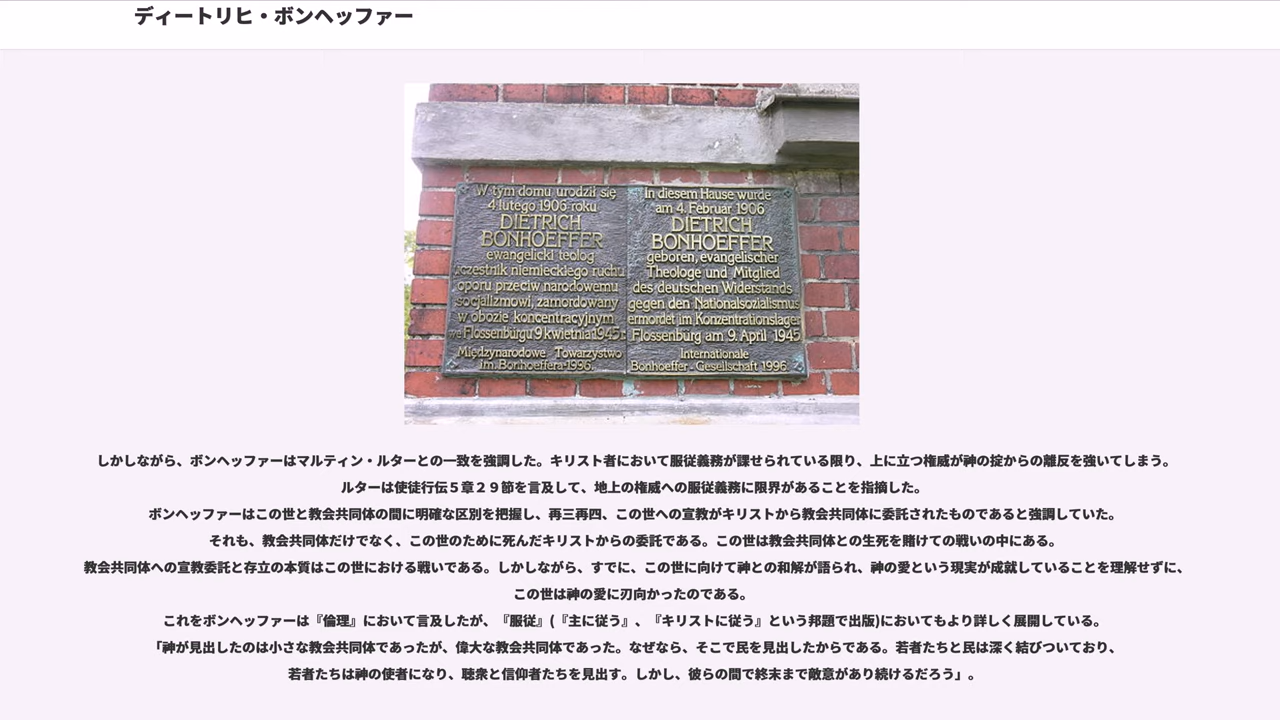 ディートリヒ・ボンヘッファー
W tym domu urodził się
4 lutego 1906 roku
DIETRICH
BONHOEFFER
ewangelicki teolog
uczestnik niemieckiego ruchu
oporu przeciw narodowemu
socjalizmowi, zamordowany
w obozie koncentracyjnym
we Flossenbürgu 9 kwietnia 1945 r.
Międzynarodowe Towarzystwo
im. Bonhoeffera 1996.
In diesem Hause wurde
am 4. Februar 1906
DIETRICH
BONHOEFFER
geboren, evangelischer
Theologe und Mitglied
des deutschen Widerstands
gegen den Nationalsozialismus
ermordet im Konzentrationslager
Flossenbürg am 9. April 1945
Internationale
Bonhoeffer-Gesellschaft 1996.
しかしながら、ボンヘッファーはマルティン・ルターとの一致を強調した。キリスト者において服従義務が課せられている限り、上に立つ権威が神の掟からの離反を強いてしまう。
ルターは使徒行伝５章２９節を言及して、地上の権威への服従義務に限界があることを指摘した。
ボンヘッファーはこの世と教会共同体の間に明確な区別を把握し、再三再四、この世への宣教がキリストから教会共同体に委託されたものであると強調していた。
それも、教会共同体だけでなく、この世のために死んだキリストからの委託である。この世は教会共同体との生死を賭けての戦いの中にある。
教会共同体への宣教委託と存立の本質はこの世における戦いである。しかしながら、すでに、この世に向けて神との和解が語られ、神の愛という現実が成就していることを理解せずに、
この世は神の愛に刃向かったのである。
これをボンヘッファーは『倫理』において言及したが、『服従』(『主に従う』、『キリストに従う』という邦題で出版)においてもより詳しく展開している。
「神が見出したのは小さな教会共同体であったが、偉大な教会共同体であった。なぜなら、そこで民を見出したからである。若者たちと民は深く結びついており、
若者たちは神の使者になり、聴衆と信仰者たちを見出す。しかし、彼らの間で終末まで敵意があり続けるだろう」。